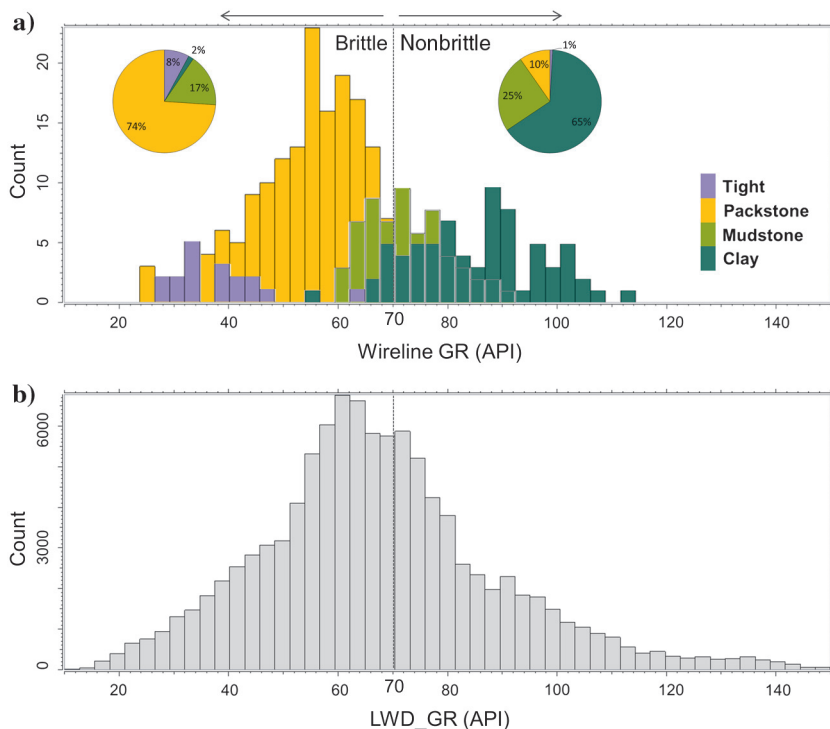 a)
Brittle Nonbrittle
8% 2%
17%
74%
1%
10%
25%
65%
Tight
Packstone
Mudstone
Clay
Count
0 5 10 15 20
20 40 60 70 80 100 120 140
Wireline GR (API)
b)
Count
0 3000 6000
20 40 60 70 80 100 120 140
LWD_GR (API)